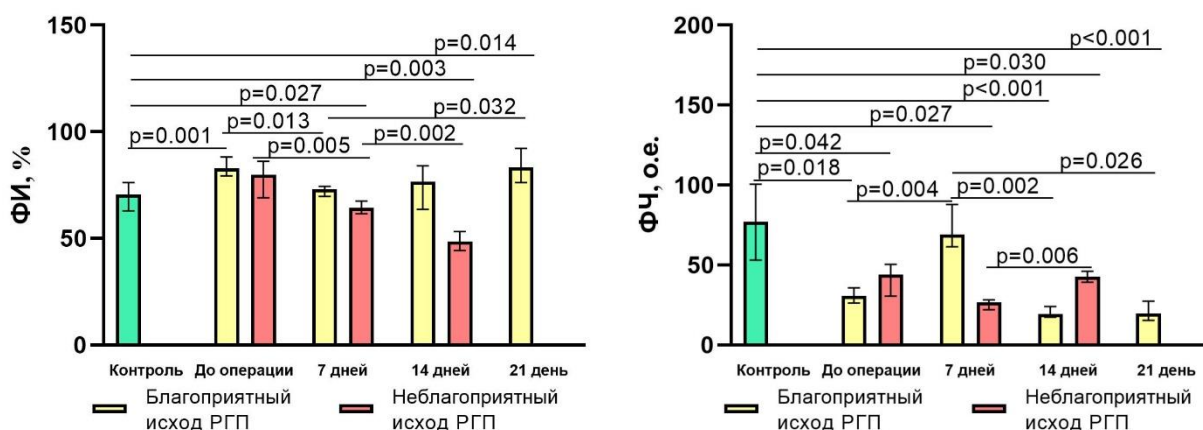 ФИ, %
150
100
50
0
p=0.014
p=0.003
p=0.027
p=0.032
p=0.001
p=0.013
p=0.005
p=0.002
Контроль До операции 7 дней 14 дней 21 день
Благоприятный
исход РГП
Неблагоприятный
исход РГП
ФЧ, о.е.
200
150
100
50
0
p<0.001
p=0.030
p<0.001
p=0.027
p=0.042
p=0.026
p=0.018
p=0.004
p=0.002
p=0.006
Контроль До операции 7 дней 14 дней 21 день
Благоприятный
исход РГП
Неблагоприятный
исход РГП